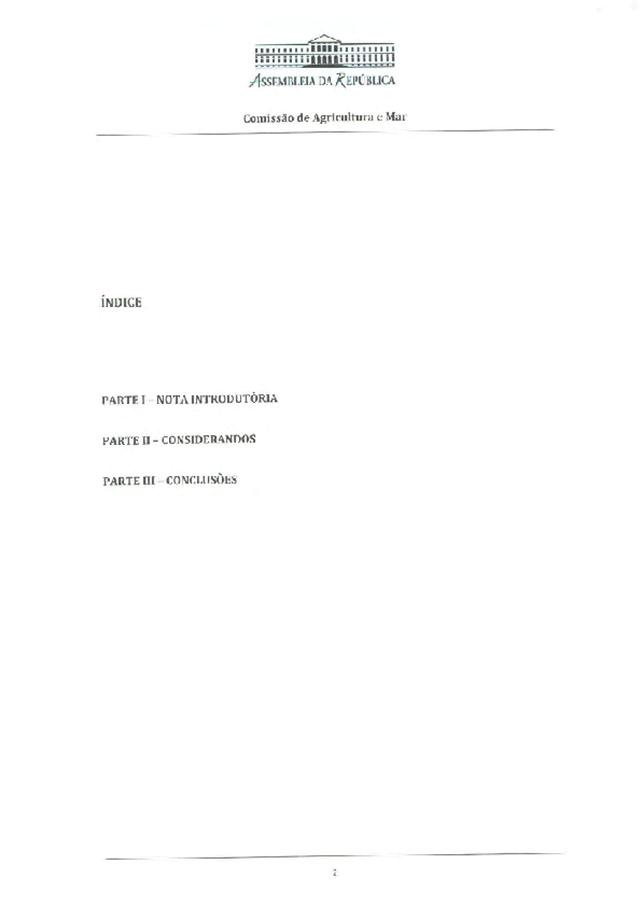 ASSEMBLEIA DA REPÚBLICA
Comissão de Agricultura e Mar
ÍNDICE
PARTE I – NOTA INTRODUTÓRIA
PARTE II – CONSIDERANDOS
PARTE III – CONCLUSÕES
2